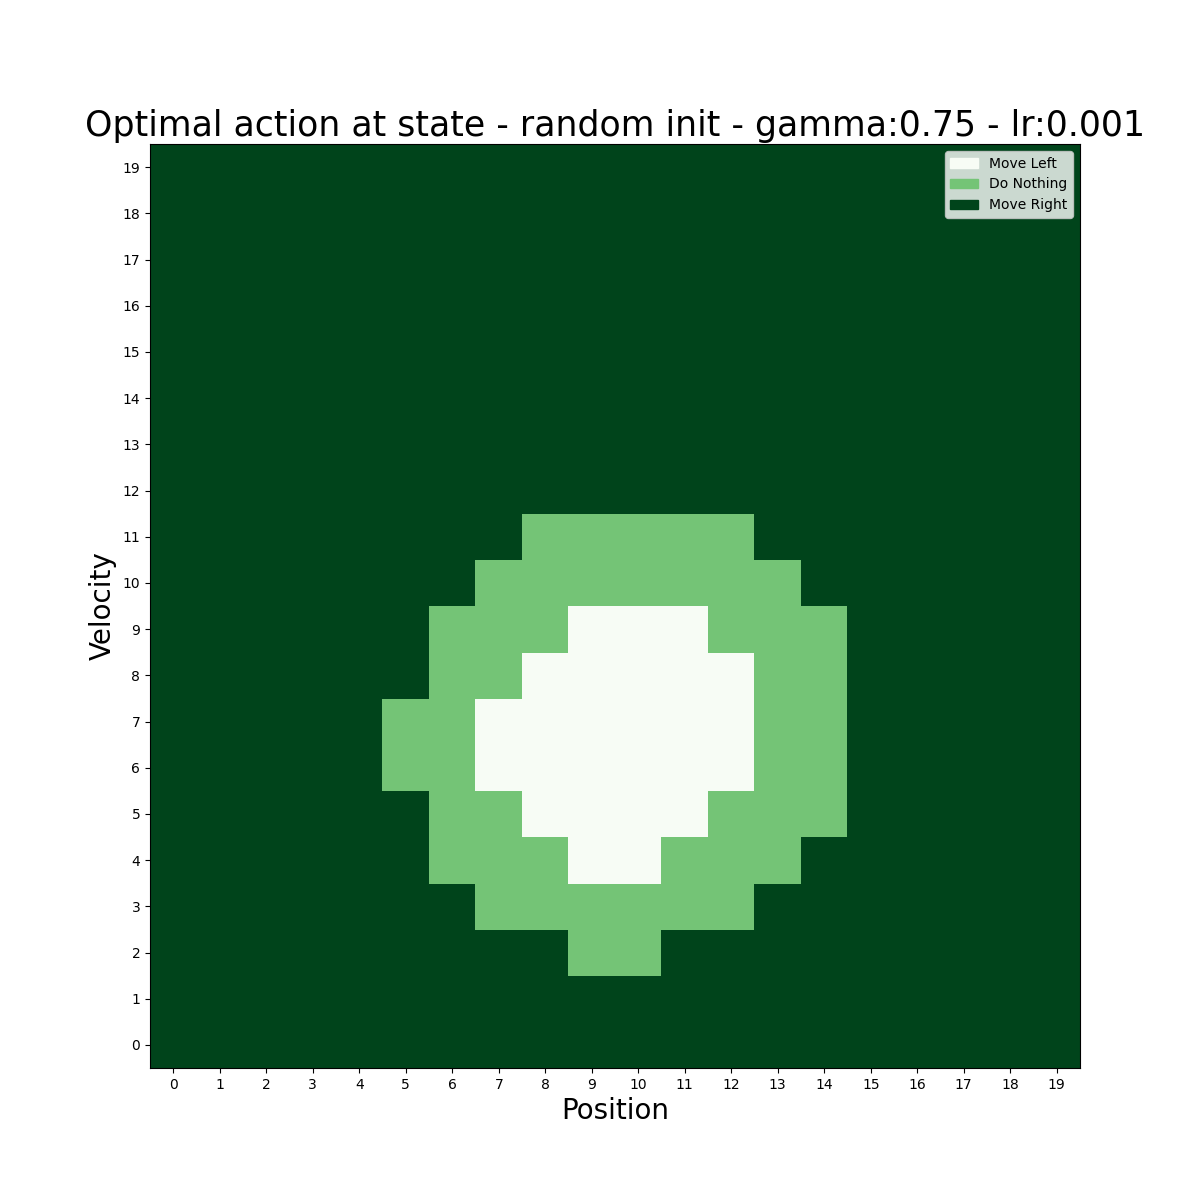 Optimal action at state - random init - gamma:0.75 - lr:0.001
Move Left
Do Nothing
Move Right
19
18
17
16
15
14
13
12
11
10
9
8
7
6
5
4
3
2
1
0
Velocity
0 1 2 3 4 5 6 7 8 9 10 11 12 13 14 15 16 17 18 19
Position